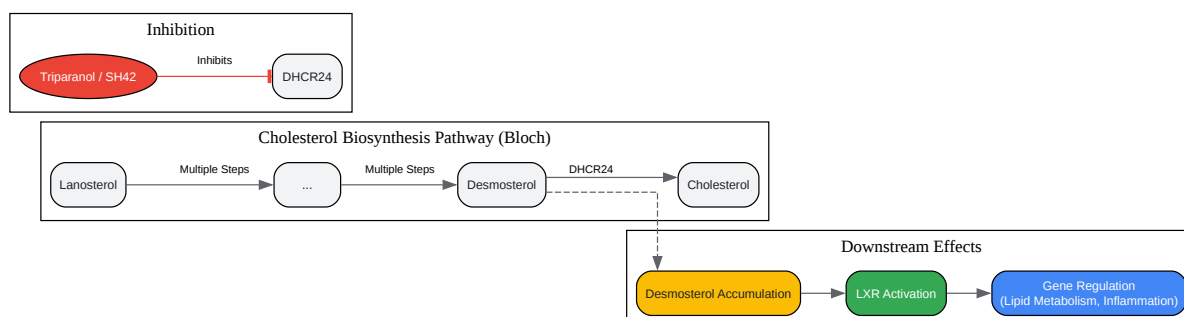 Inhibition
Triparanol / SH42
Inhibits
DHCR24
Cholesterol Biosynthesis Pathway (Bloch)
Lanosterol
Multiple Steps
...
Multiple Steps
Desmosterol
DHCR24
Cholesterol
Downstream Effects
Desmosterol Accumulation
LXR Activation
Gene Regulation
(Lipid Metabolism, Inflammation)